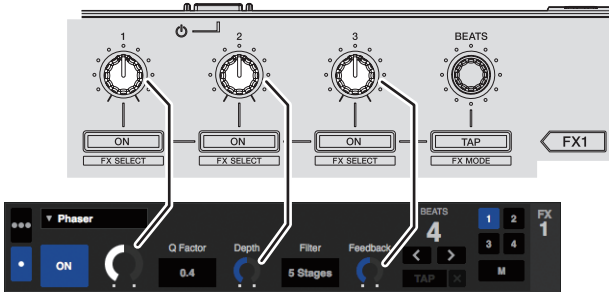 1 2 3 BEATS
ON ON ON TAP FX1
FX SELECT FX SELECT FX SELECT FX MODE
Phaser
BEATS
1 2 FX
1
Q Factor Depth Filter Feedback 4
3 4
ON 0.4 5 Stages < >
TAP × M